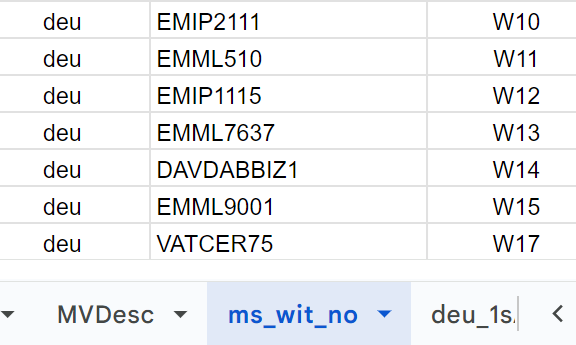 deu EMIP2111 W10
deu EMML510 W11
deu EMIP1115 W12
deu EMML7637 W13
deu DAVDABBIZ1 W14
deu EMML9001 W15
deu VATCER75 W17
MVDesc ms_wit_no deu_1s